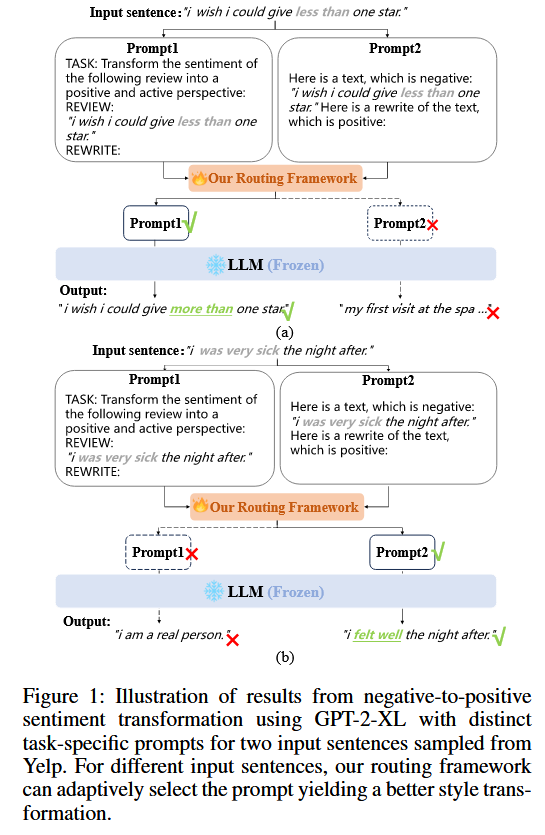 Input sentence:"i wish i could give less than one star."
Prompt1
TASK: Transform the sentiment of
the following review into a
positive and active perspective:
REVIEW:
"i wish i could give less than one
star."
REWRITE:
Prompt2
Here is a text, which is negative:
"i wish i could give less than one
star." Here is a rewrite of the text,
which is positive:
Our Routing Framework
Prompt1
Prompt2
LLM (Frozen)
Output:
"i wish i could give more than one star."
"my first visit at the spa ..."
(a)
Input sentence:"i was very sick the night after."
Prompt1
TASK: Transform the sentiment of
the following review into a
positive and active perspective:
REVIEW:
"i was very sick the night after."
REWRITE:
Prompt2
Here is a text, which is negative:
"i was very sick the night after."
Here is a rewrite of the text,
which is positive:
Our Routing Framework
Prompt1
Prompt2
LLM (Frozen)
Output:
"i am a real person."
"i felt well the night after."
(b)
Figure 1: Illustration of results from negative-to-positive
sentiment transformation using GPT-2-XL with distinct
task-specific prompts for two input sentences sampled from
Yelp. For different input sentences, our routing framework
can adaptively select the prompt yielding a better style trans-
formation.